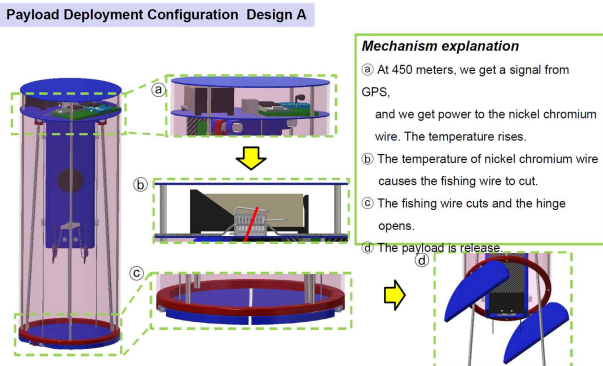 Payload Deployment Configuration Design A
Mechanism explanation
ⓐ At 450 meters, we get a signal from
GPS,
and we get power to the nickel chromium
wire. The temperature rises.
ⓑ The temperature of nickel chromium wire
causes the fishing wire to cut.
ⓒ The fishing wire cuts and the hinge
opens.
ⓓ The payload is release.
ⓐ
ⓑ
ⓒ
ⓓ